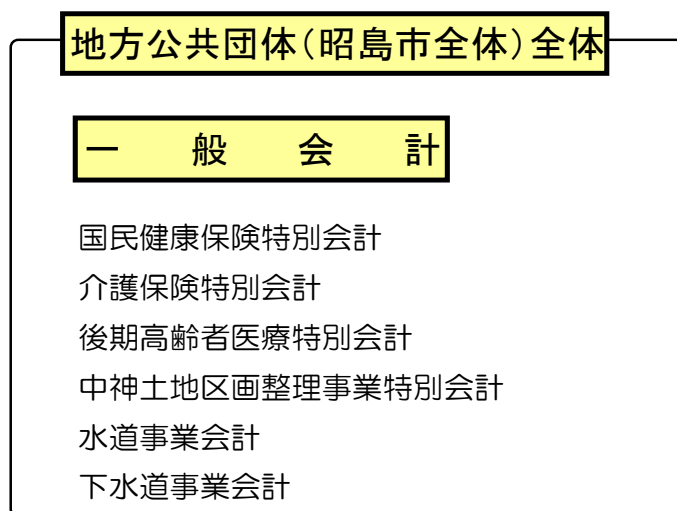 地方公共団体（昭島市全体）全体
一般会計
国民健康保険特別会計
介護保険特別会計
後期高齢者医療特別会計
中神土地区画整理事業特別会計
水道事業会計
下水道事業会計